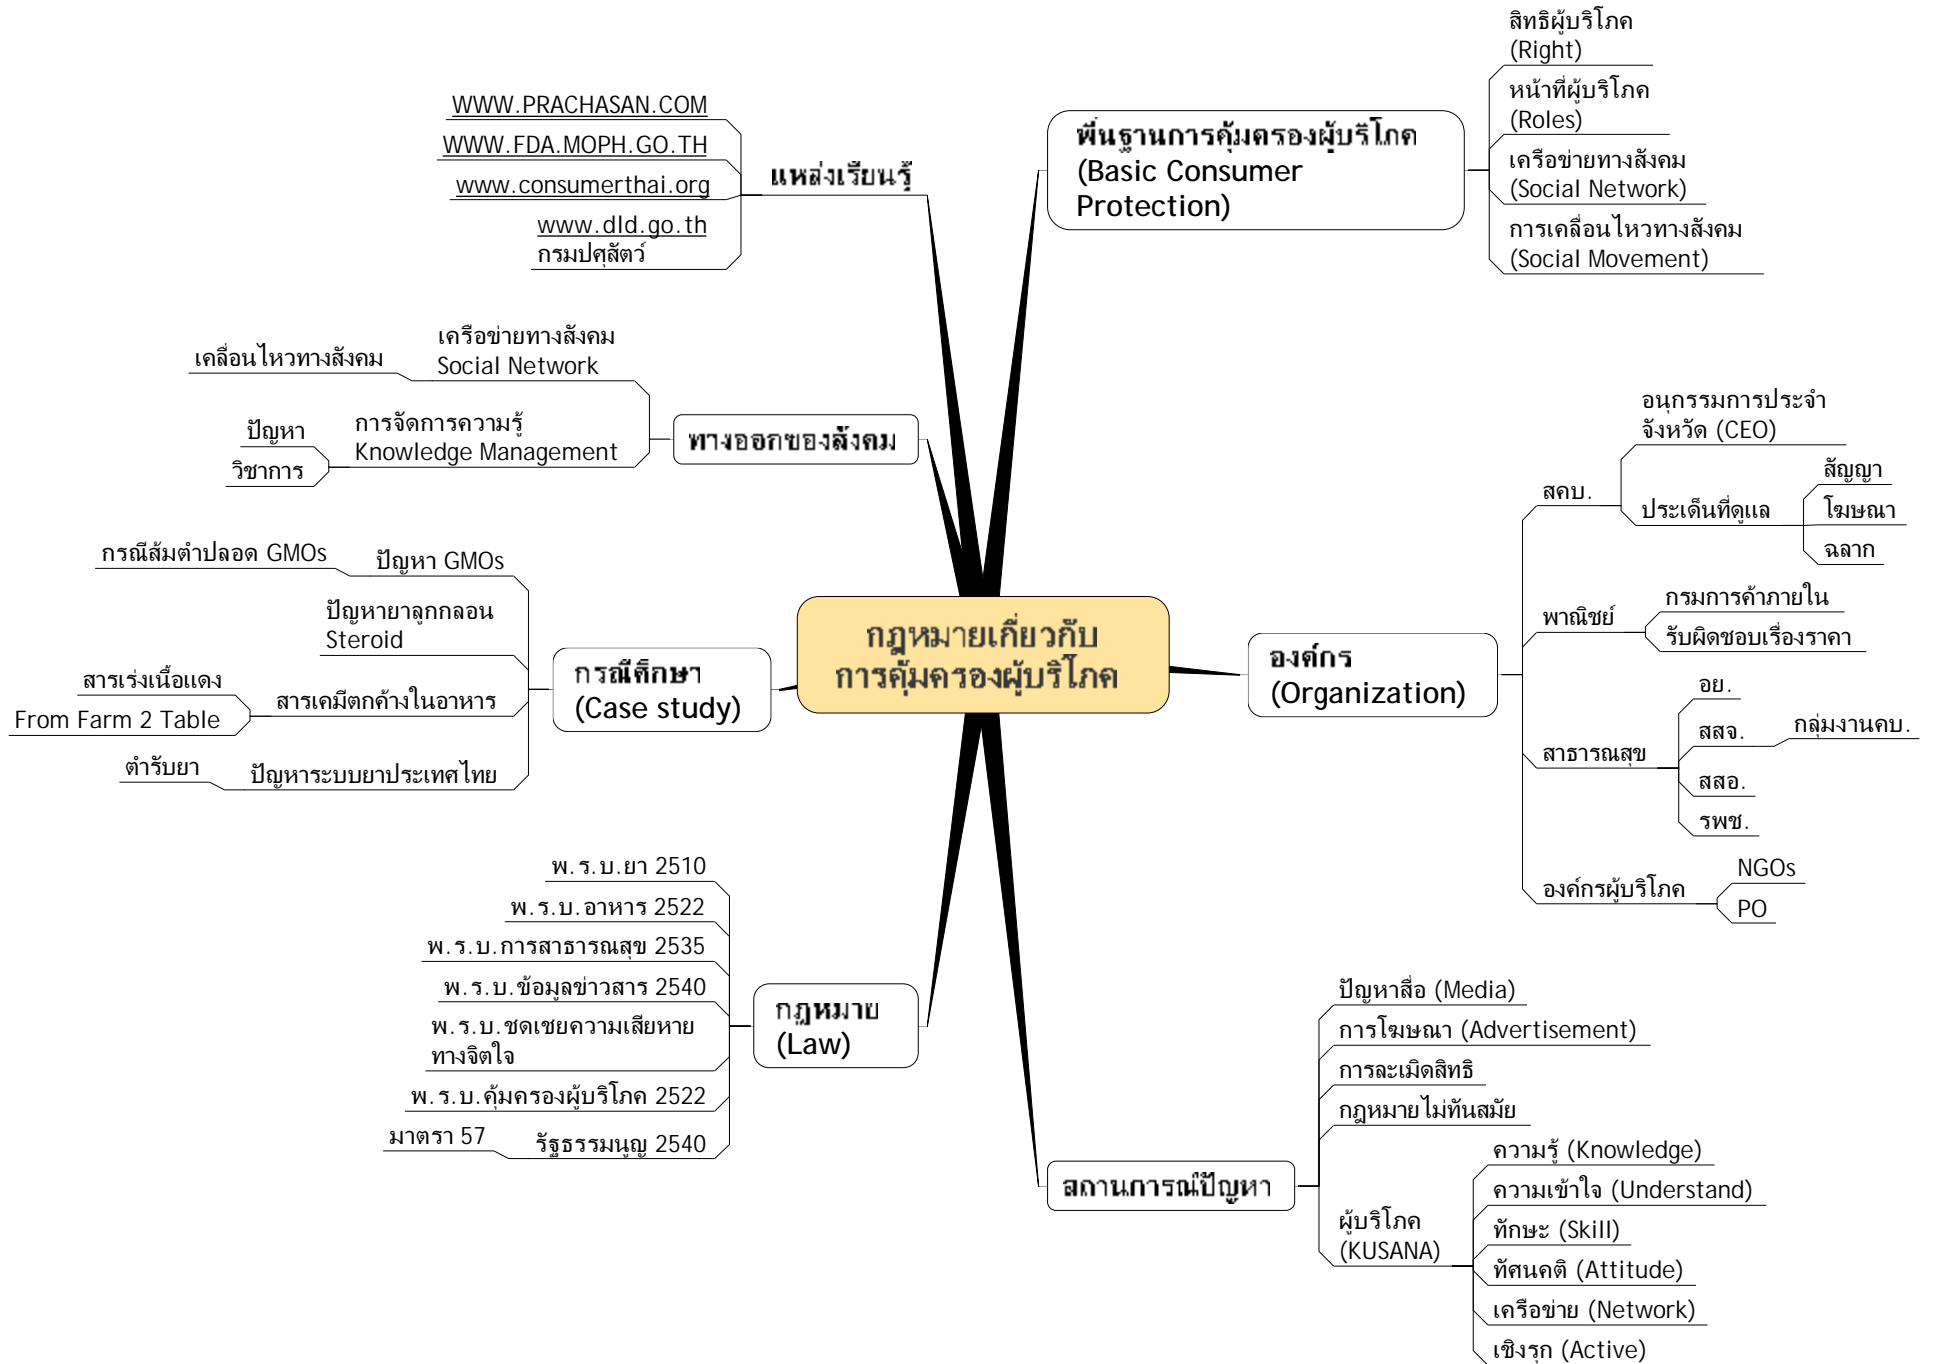 กฎหมายเกี่ยวกับ
การคุ้มครองผู้บริโภค
พื้นฐานการคุ้มครองผู้บริโภค
(Basic Consumer
Protection)
สิทธิผู้บริโภค
(Right)
หน้าที่ผู้บริโภค
(Roles)
เครือข่ายทางสังคม
(Social Network)
การเคลื่อนไหวทางสังคม
(Social Movement)
องค์กร
(Organization)
สคบ.
อนุกรรมการประจำ
จังหวัด (CEO)
ประเด็นที่ดูแล
สัญญา
โฆษณา
ฉลาก
พาณิชย์
กรมการค้าภายใน
รับผิดชอบเรื่องราคา
สาธารณสุข
อย.
สสจ.
กลุ่มงานคบ.
สสอ.
รพช.
องค์กรผู้บริโภค
NGOs
PO
สถานการณ์ปัญหา
ปัญหาสื่อ (Media)
การโฆษณา (Advertisement)
การละเมิดสิทธิ
กฎหมายไม่ทันสมัย
ผู้บริโภค
(KUSANA)
ความรู้ (Knowledge)
ความเข้าใจ (Understand)
ทักษะ (Skill)
ทัศนคติ (Attitude)
เครือข่าย (Network)
เชิงรุก (Active)
แหล่งเรียนรู้
WWW.PRACHASAN.COM
WWW.FDA.MOPH.GO.TH
www.consumerthai.org
www.dld.go.th
กรมปศุสัตว์
ทางออกของสังคม
เครือข่ายทางสังคม
Social Network
เคลื่อนไหวทางสังคม
การจัดการความรู้
Knowledge Management
ปัญหา
วิชาการ
กรณีศึกษา
(Case study)
ปัญหา GMOs
กรณีส้มตำปลอด GMOs
ปัญหายาลูกกลอน
Steroid
สารเคมีตกค้างในอาหาร
สารเร่งเนื้อแดง
From Farm 2 Table
ปัญหาระบบยาประเทศไทย
ตำรับยา
กฎหมาย
(Law)
พ.ร.บ.ยา 2510
พ.ร.บ.อาหาร 2522
พ.ร.บ.การสาธารณสุข 2535
พ.ร.บ.ข้อมูลข่าวสาร 2540
พ.ร.บ.ชดเชยความเสียหาย
ทางจิตใจ
พ.ร.บ.คุ้มครองผู้บริโภค 2522
รัฐธรรมนูญ 2540
มาตรา 57